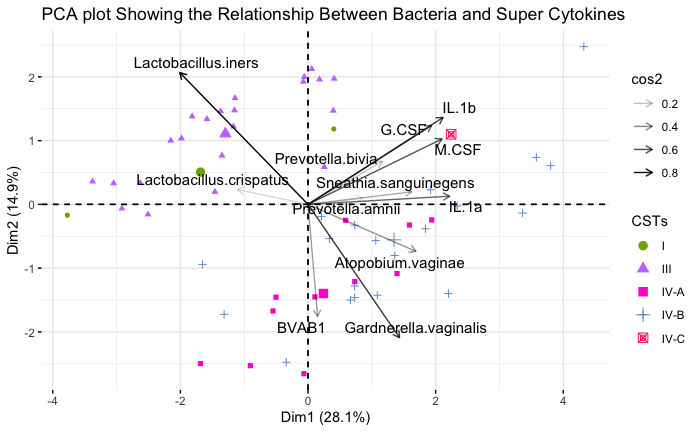 PCA plot Showing the Relationship Between Bacteria and Super Cytokines
Lactobacillus.iners
IL.1b
G.CSF
M.CSF
Prevotella.bivia
Lactobacillus.crispatus
Sneathia.sanguinegens
Prevotella.amnii
IL.1a
Atopobium.vaginae
BVAB1
Gardnerella.vaginalis
2
1
0
-1
-2
-4
-2
0
2
4
Dim1 (28.1%)
Dim2 (14.9%)
cos2
0.2
0.4
0.6
0.8
CSTs
I
III
IV-A
IV-B
IV-C